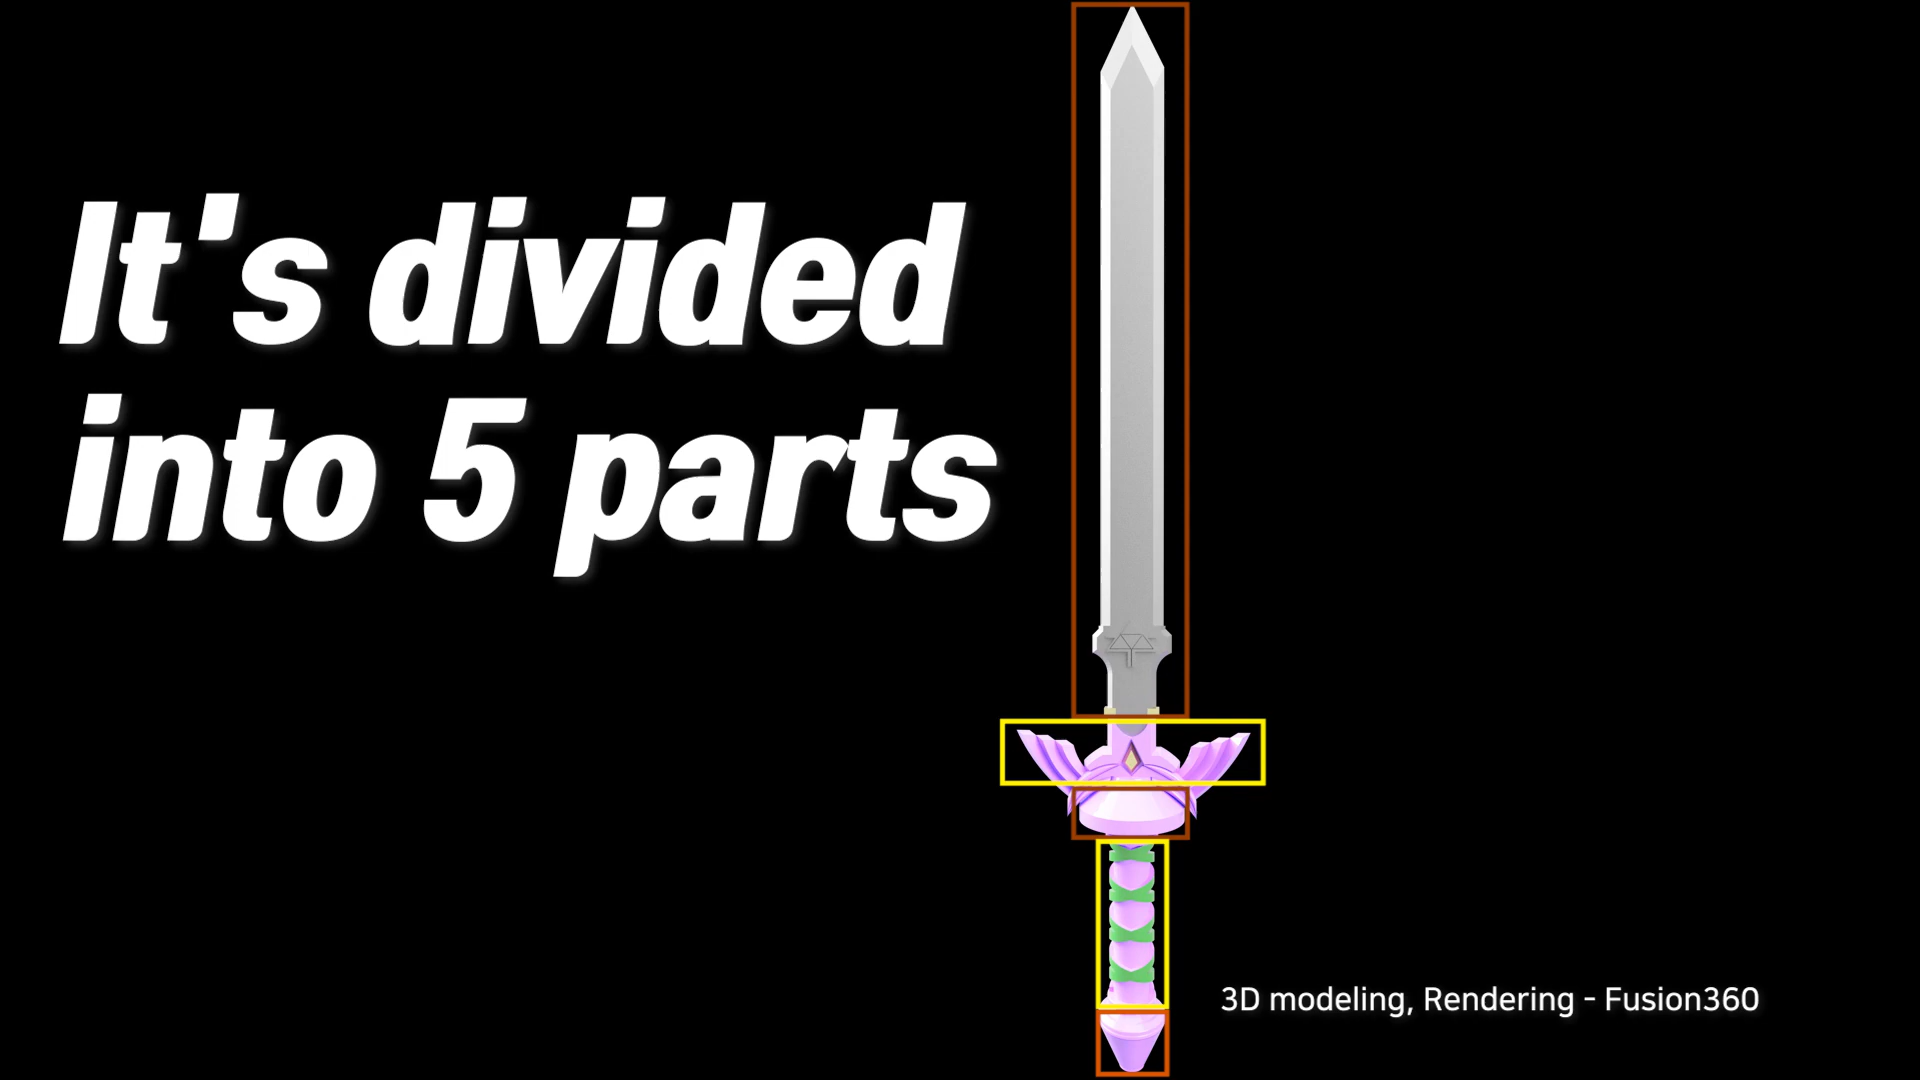 It's divided
into 5 parts
3D modeling, Rendering - Fusion360